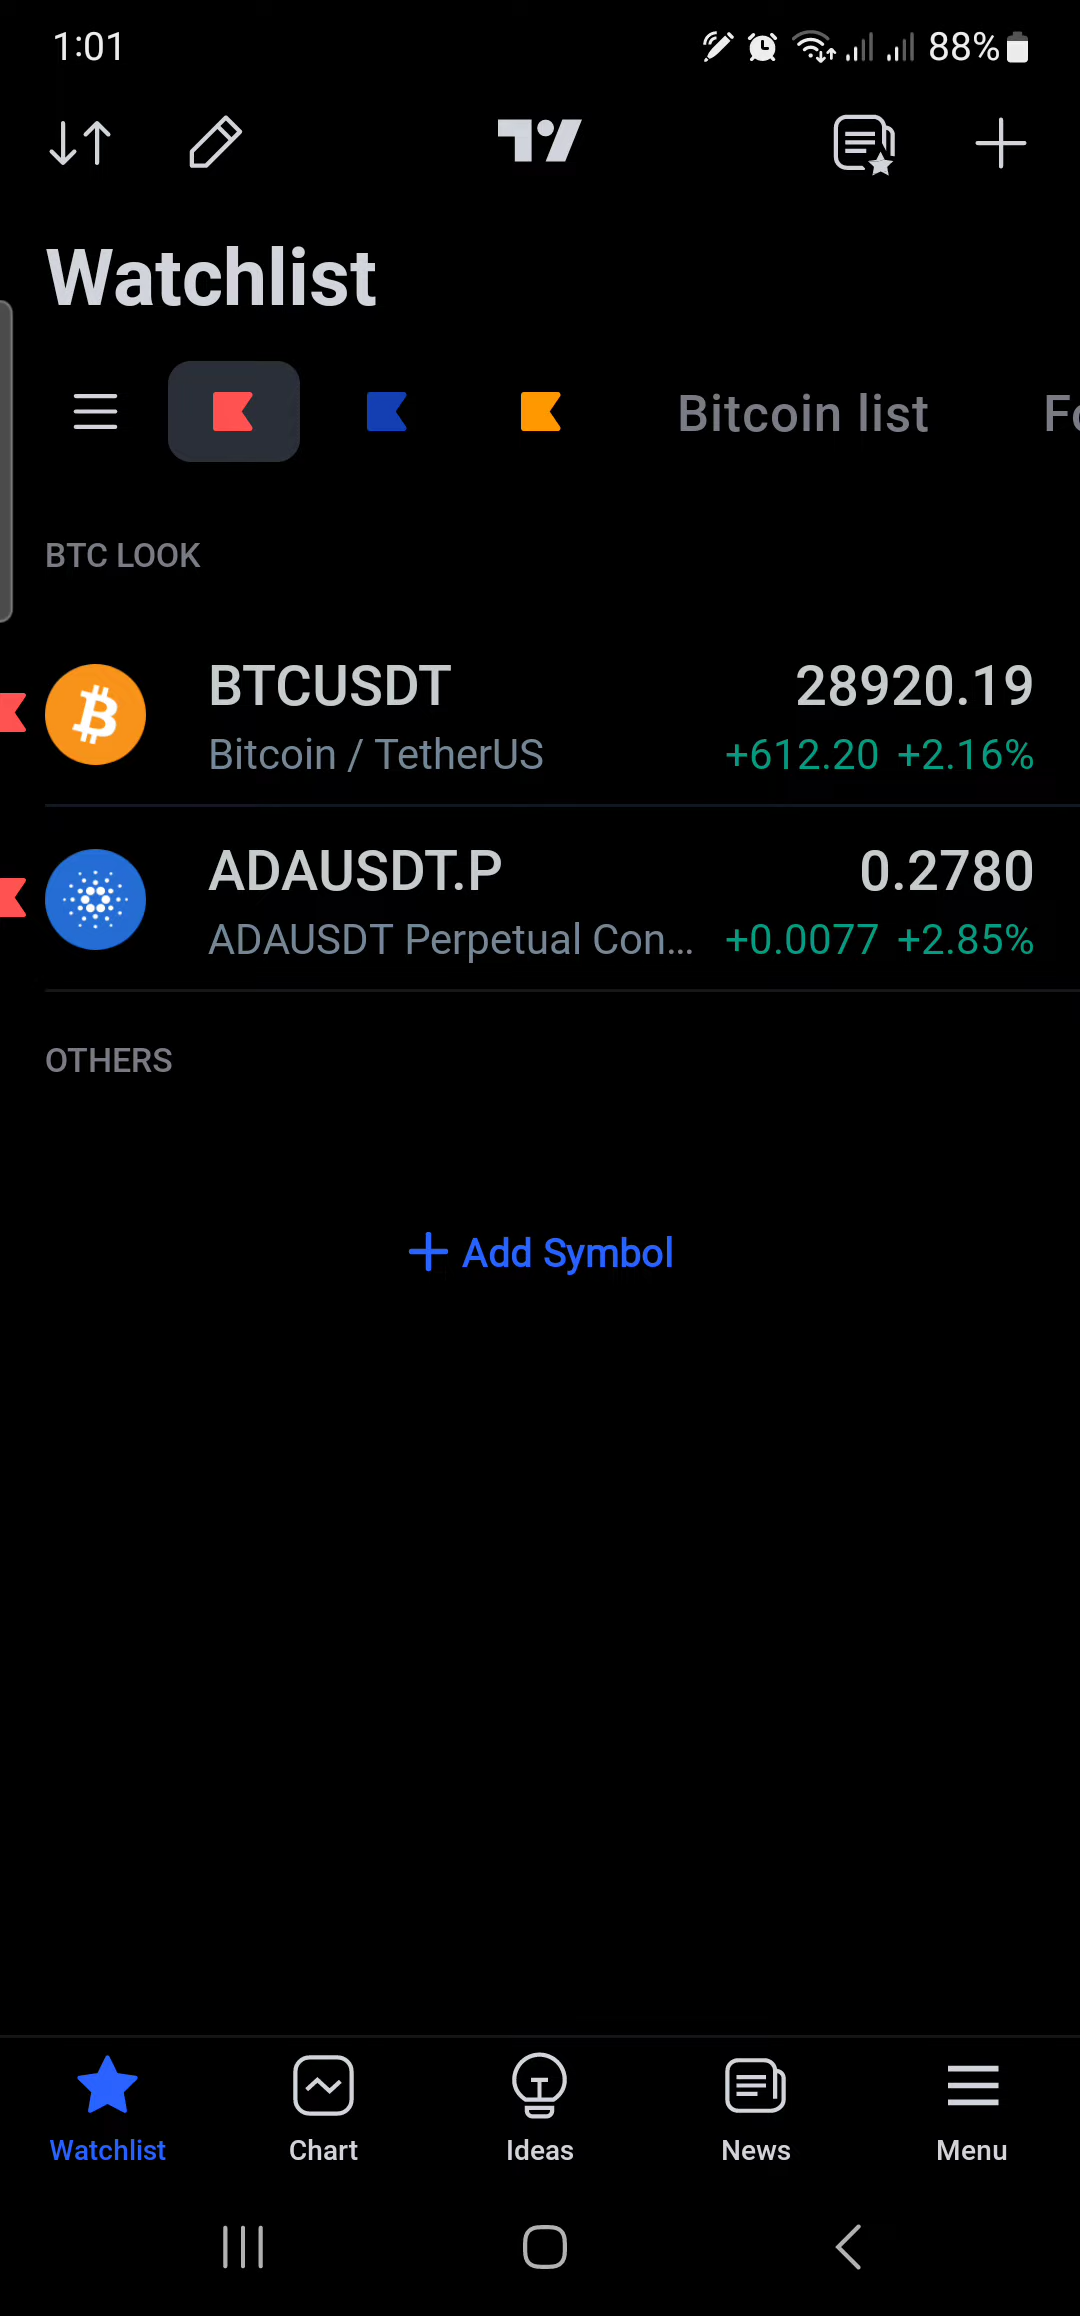 1:01
88%
Watchlist
Bitcoin list
Fo
BTC LOOK
BTCUSDT
28920.19
Bitcoin / TetherUS
+612.20 +2.16%
ADAUSDT.P
0.2780
ADAUSDT Perpetual Con...
+0.0077 +2.85%
OTHERS
+ Add Symbol
Watchlist
Chart
Ideas
News
Menu